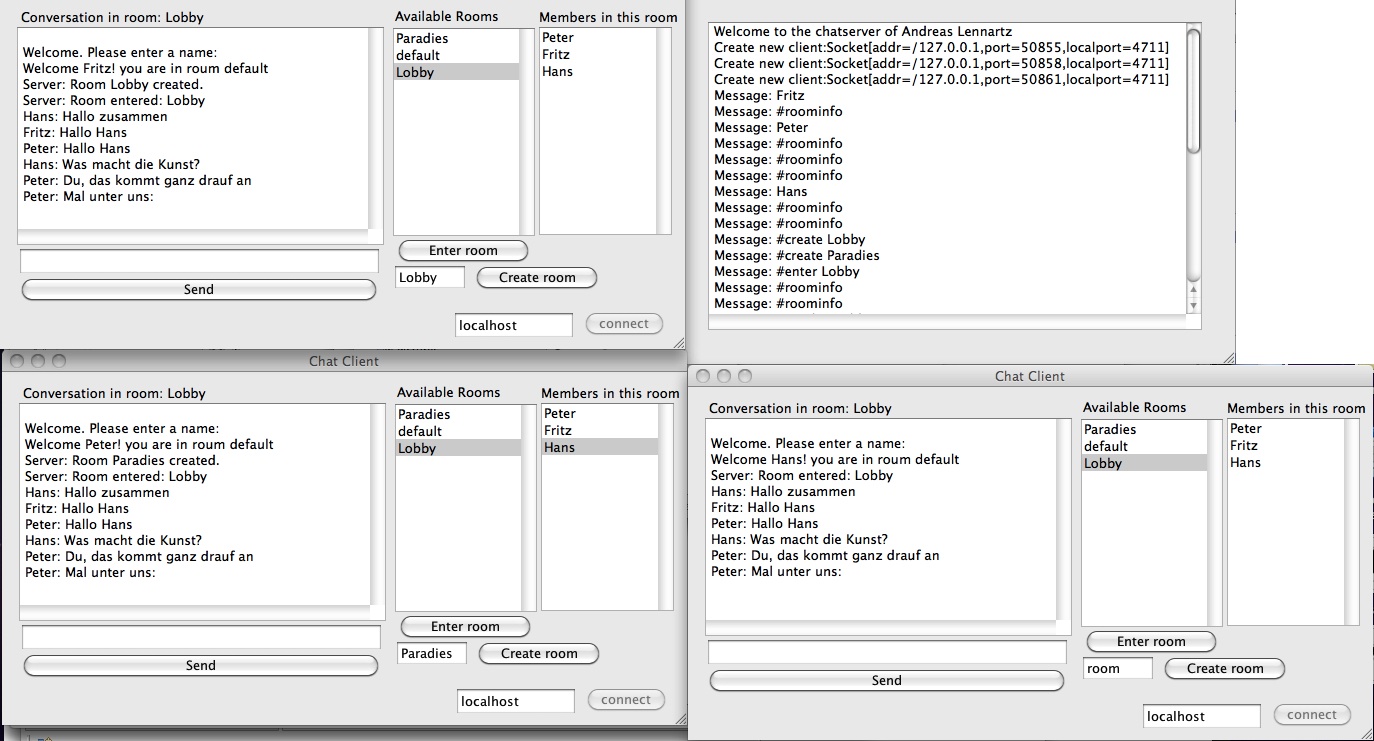 Conversation in room: Lobby
Welcome. Please enter a name:
Welcome Fritz! you are in roum default
Server: Room Lobby created.
Server: Room entered: Lobby
Hans: Hallo zusammen
Fritz: Hallo Hans
Peter: Hallo Hans
Hans: Was macht die Kunst?
Peter: Du, das kommt ganz drauf an
Peter: Mal unter uns:
Send
Available Rooms
Paradies
default
Lobby
Enter room
Lobby
Create room
Members in this room
Peter
Fritz
Hans
localhost
connect
Welcome to the chatserver of Andreas Lennartz
Create new client:Socket[addr=/127.0.0.1,port=50855,localport=4711]
Create new client:Socket[addr=/127.0.0.1,port=50858,localport=4711]
Create new client:Socket[addr=/127.0.0.1,port=50861,localport=4711]
Message: Fritz
Message: #roominfo
Message: Peter
Message: #roominfo
Message: #roominfo
Message: #roominfo
Message: Hans
Message: #roominfo
Message: #roominfo
Message: #create Lobby
Message: #create Paradies
Message: #enter Lobby
Message: #roominfo
Message: #roominfo
Chat Client
Conversation in room: Lobby
Welcome. Please enter a name:
Welcome Peter! you are in roum default
Server: Room Paradies created.
Server: Room entered: Lobby
Hans: Hallo zusammen
Fritz: Hallo Hans
Peter: Hallo Hans
Hans: Was macht die Kunst?
Peter: Du, das kommt ganz drauf an
Peter: Mal unter uns:
Send
Available Rooms
Paradies
default
Lobby
Enter room
Paradies
Create room
Members in this room
Peter
Fritz
Hans
localhost
connect
Chat Client
Conversation in room: Lobby
Welcome. Please enter a name:
Welcome Hans! you are in roum default
Server: Room entered: Lobby
Hans: Hallo zusammen
Fritz: Hallo Hans
Peter: Hallo Hans
Hans: Was macht die Kunst?
Peter: Du, das kommt ganz drauf an
Peter: Mal unter uns:
Send
Available Rooms
Paradies
default
Lobby
Enter room
room
Create room
Members in this room
Peter
Fritz
Hans
localhost
connect